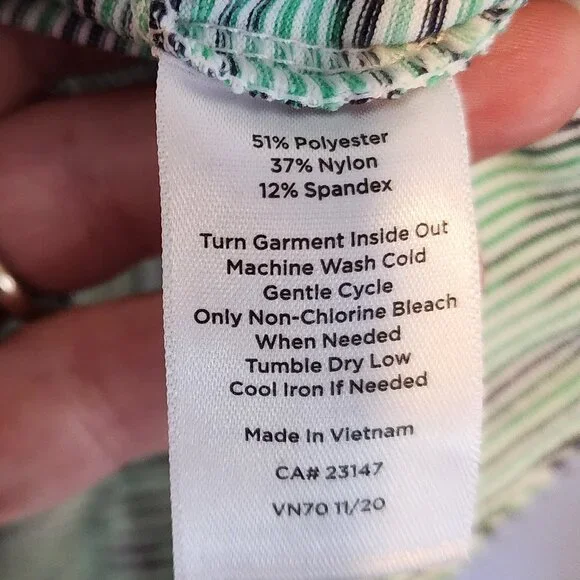 51% Polyester
37% Nylon
12% Spandex
Turn Garment Inside Out
Machine Wash Cold
Gentle Cycle
Only Non-Chlorine Bleach
When Needed
Tumble Dry Low
Cool Iron If Needed
Made In Vietnam
CA# 23147
VN70 11/20